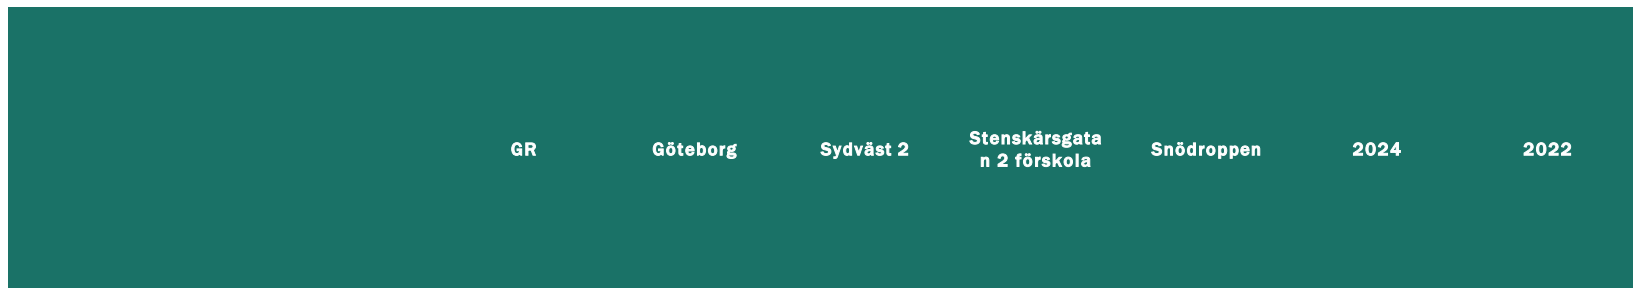 GR Göteborg Sydväst 2 Stenskärsgata Snödroppen 2024 2022
n 2 förskola